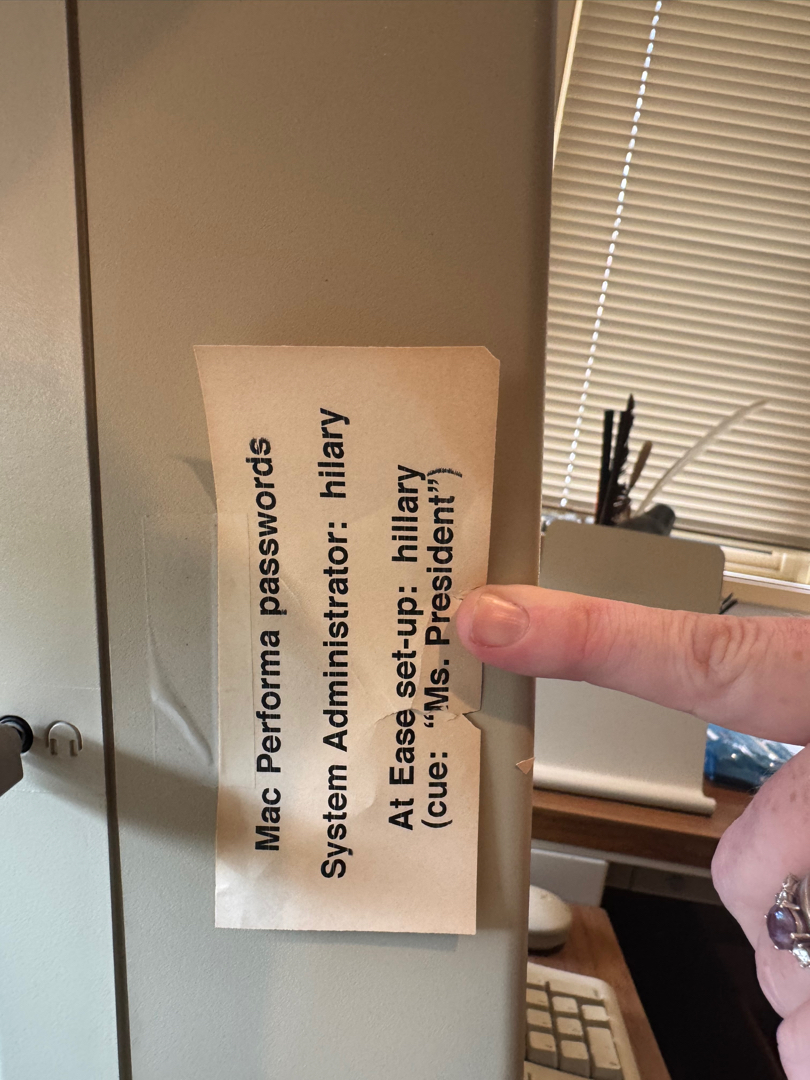 Mac Performa passwords
System Administrator: hilary
At Ease set-up: hillary
(cue: “Ms. President”)